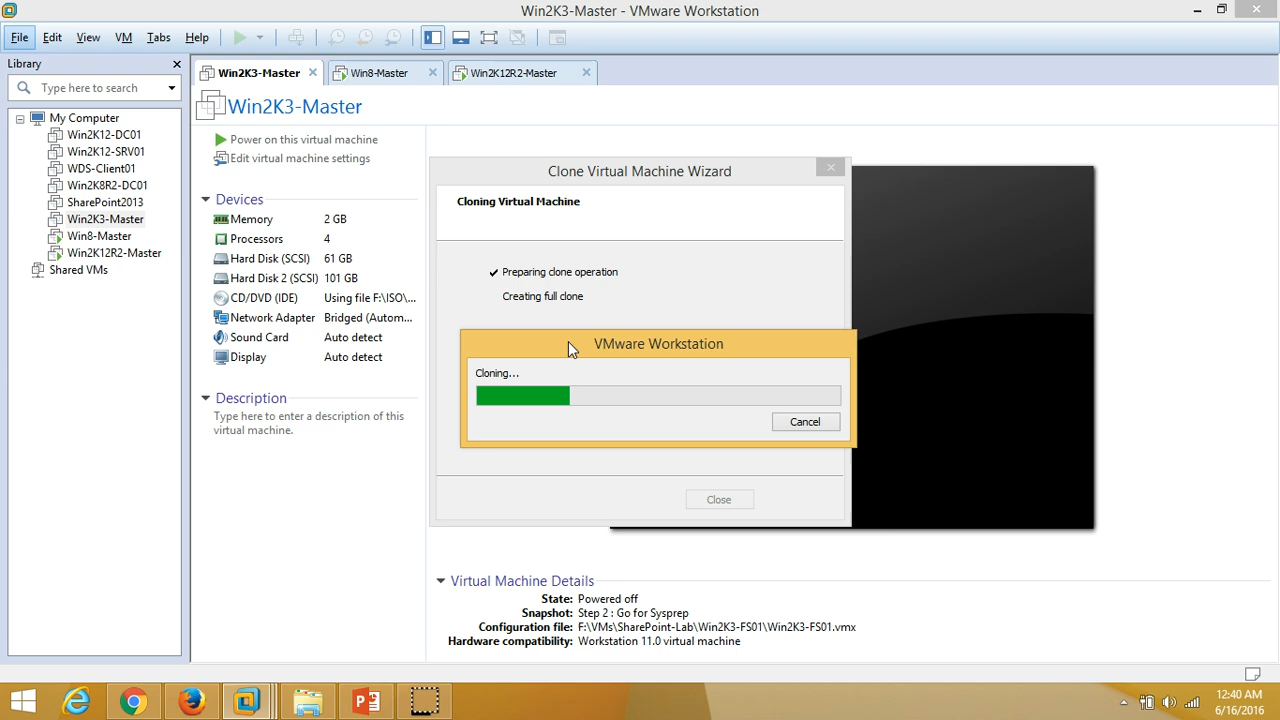 Win2K3-Master - VMware Workstation
File Edit View VM Tabs Help
Library
Type here to search
My Computer
Win2K12-DC01
Win2K12-SRV01
WDS-Client01
Win2K8R2-DC01
SharePoint2013
Win2K3-Master
Win8-Master
Win2K12R2-Master
Shared VMs
Win2K3-Master Win8-Master Win2K12R2-Master
Win2K3-Master
Power on this virtual machine
Edit virtual machine settings
Devices
Memory 2 GB
Processors 4
Hard Disk (SCSI) 61 GB
Hard Disk 2 (SCSI) 101 GB
CD/DVD (IDE) Using file F:\ISO\...
Network Adapter Bridged (Autom...
Sound Card Auto detect
Display Auto detect
Description
Type here to enter a description of this
virtual machine.
Clone Virtual Machine Wizard
Cloning Virtual Machine
Preparing clone operation
Creating full clone
VMware Workstation
Cloning...
Cancel
Close
Virtual Machine Details
State: Powered off
Snapshot: Step 2 : Go for Sysprep
Configuration file: F:\VMs\SharePoint-Lab\Win2K3-FS01\Win2K3-FS01.vmx
Hardware compatibility: Workstation 11.0 virtual machine
12:40 AM
6/16/2016